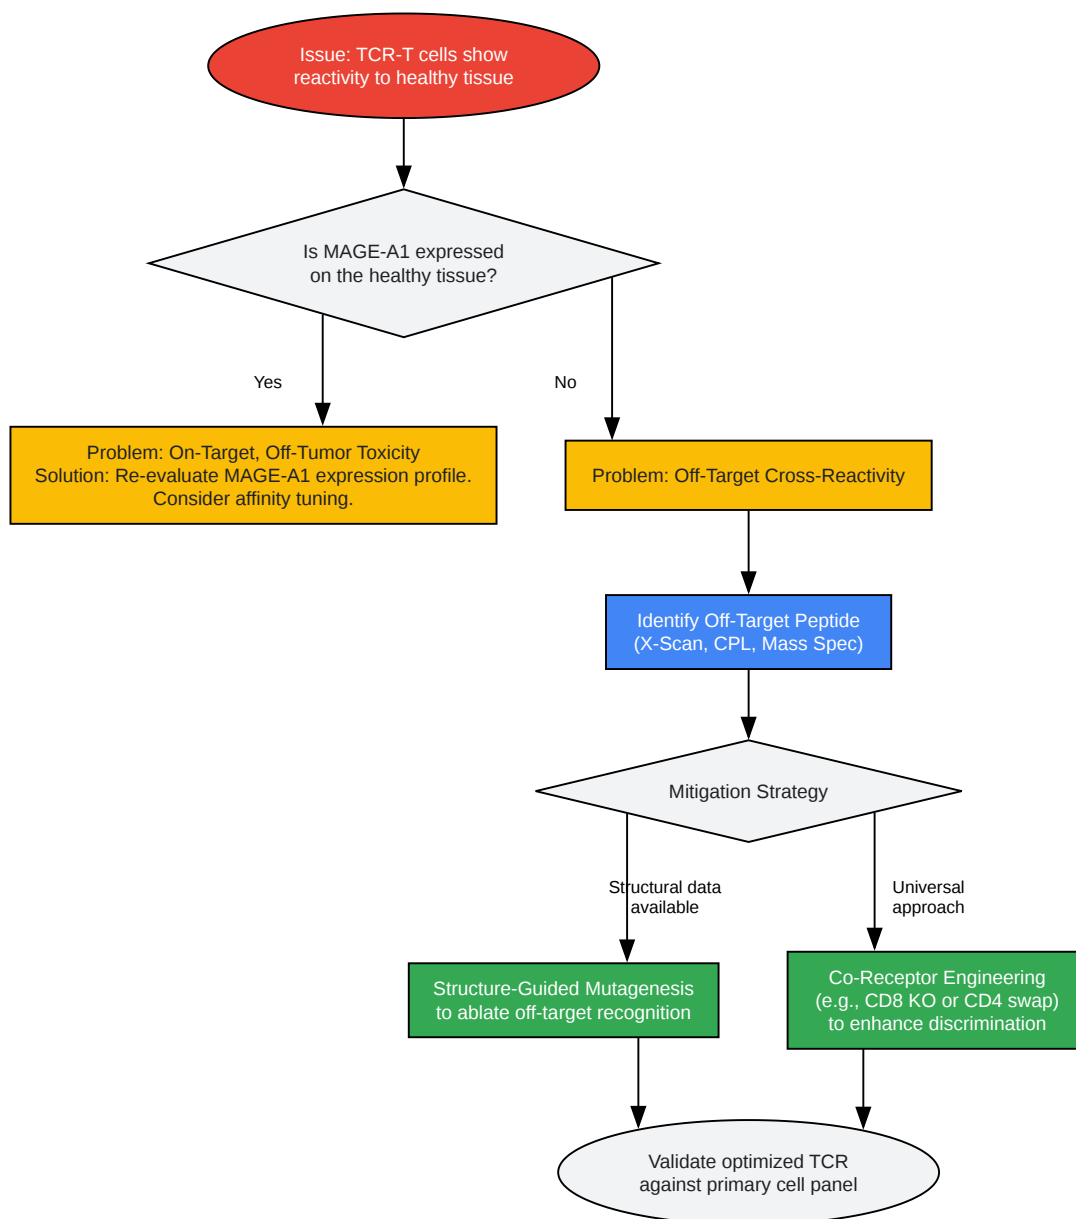 Issue: TCR-T cells show
reactivity to healthy tissue
Is MAGE-A1 expressed
on the healthy tissue?
Yes
No
Problem: On-Target, Off-Tumor Toxicity
Solution: Re-evaluate MAGE-A1 expression profile.
Consider affinity tuning.
Problem: Off-Target Cross-Reactivity
Identify Off-Target Peptide
(X-Scan, CPL, Mass Spec)
Mitigation Strategy
Structural data
available
Universal
approach
Structure-Guided Mutagenesis
to ablate off-target recognition
Co-Receptor Engineering
(e.g., CD8 KO or CD4 swap)
to enhance discrimination
Validate optimized TCR
against primary cell panel